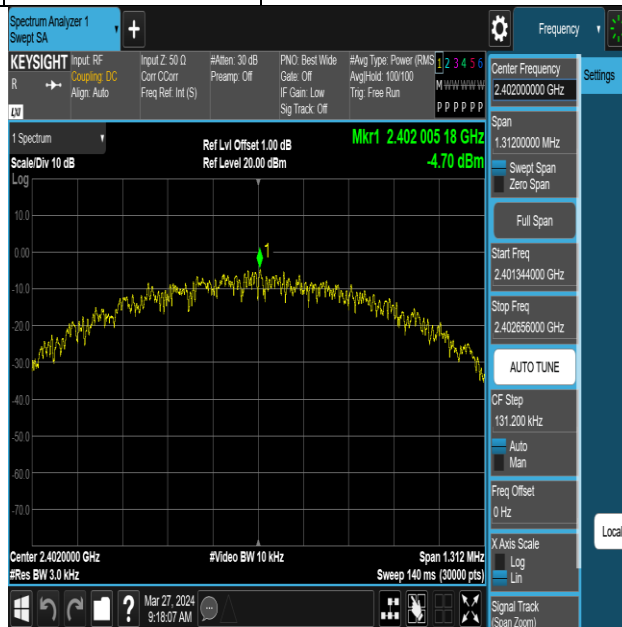 Spectrum Analyzer 1
Swept SA
+
Frequency
KEYSIGHT
R
LXI
Input: RF
Coupling: DC
Align: Auto
Input Z: 50 Ω
Corr CCorr
Freq Ref: Int (S)
#Atten: 30 dB
Preamp: Off
PNO: Best Wide
Gate: Off
IF Gain: Low
Sig Track: Off
#Avg Type: Power (RMS
Avg|Hold: 100/100
Trig: Free Run
1 2 3 4 5 6
M W W W W W
P P P P P P
1 Spectrum
Scale/Div 10 dB
Log
Ref Lvl Offset 1.00 dB
Ref Level 20.00 dBm
Mkr1 2.402 005 18 GHz
-4.70 dBm
10.0
0.00
-10.0
-20.0
-30.0
-40.0
-50.0
-60.0
-70.0
1
Center 2.4020000 GHz
#Res BW 3.0 kHz
#Video BW 10 kHz
Span 1.312 MHz
Sweep 140 ms (30000 pts)
Mar 27, 2024
9:18:07 AM
?
Center Frequency
2.402000000 GHz
Span
1.31200000 MHz
Swept Span
Zero Span
Full Span
Start Freq
2.401344000 GHz
Stop Freq
2.402656000 GHz
AUTO TUNE
CF Step
131.200 kHz
Auto
Man
Freq Offset
0 Hz
X Axis Scale
Log
Lin
Signal Track
(Span Zoom)
Settings
Local